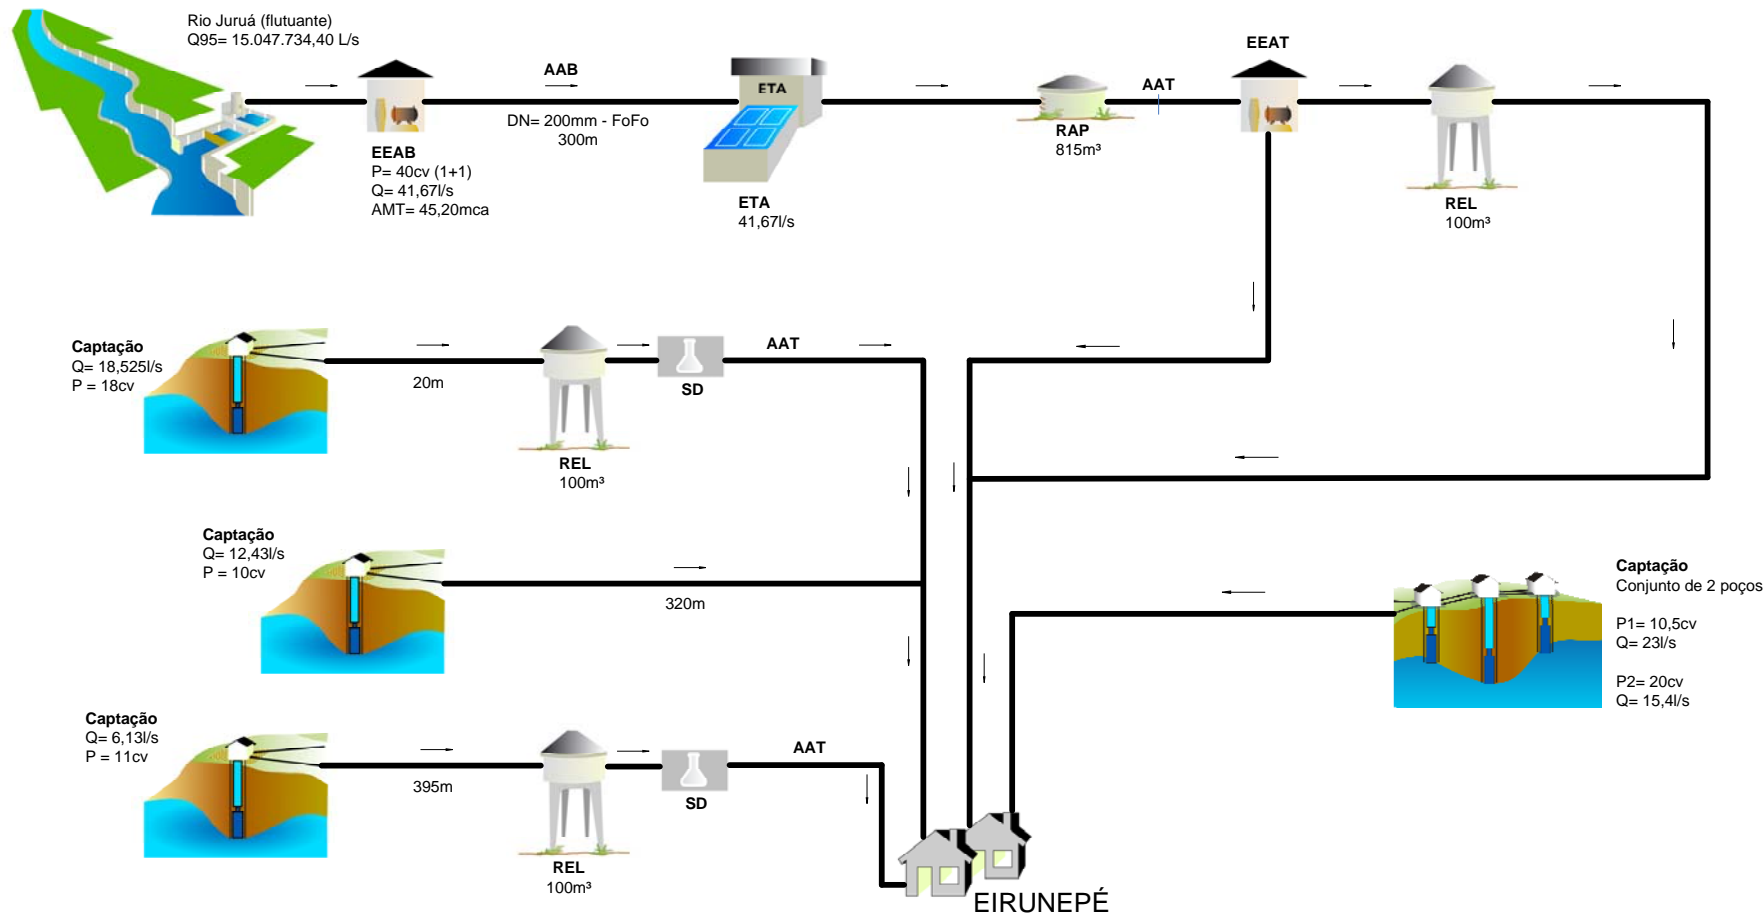 Rio Juruá (flutuante)
Q95= 15.047.734,40 L/s
EEAB
P= 40cv (1+1)
Q= 41,67l/s
AMT= 45,20mca
AAB
DN= 200mm - FoFo
300m
ETA
ETA
41,67l/s
RAP
815m³
AAT
EEAT
REL
100m³
Captação
Q= 18,525l/s
P = 18cv
20m
REL
100m³
SD
AAT
Captação
Q= 12,43l/s
P = 10cv
320m
Captação
Conjunto de 2 poços
P1= 10,5cv
Q= 23l/s
P2= 20cv
Q= 15,4l/s
Captação
Q= 6,13l/s
P = 11cv
395m
REL
100m³
SD
AAT
EIRUNEPÉ